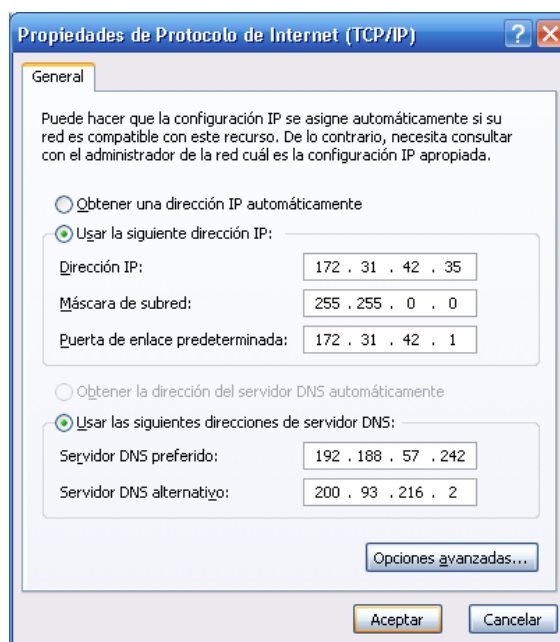 Propiedades de Protocolo de Internet (TCP/IP)
General
Puede hacer que la configuración IP se asigne automáticamente si su
red es compatible con este recurso. De lo contrario, necesita consultar
con el administrador de la red cuál es la configuración IP apropiada.
Obtener una dirección IP automáticamente
Usar la siguiente dirección IP:
Dirección IP: 172 . 31 . 42 . 35
Máscara de subred: 255 . 255 . 0 . 0
Puerta de enlace predeterminada: 172 . 31 . 42 . 1
Obtener la dirección del servidor DNS automáticamente
Usar las siguientes direcciones de servidor DNS:
Servidor DNS preferido: 192 . 188 . 57 . 242
Servidor DNS alternativo: 200 . 93 . 216 . 2
Opciones avanzadas...
Aceptar Cancelar